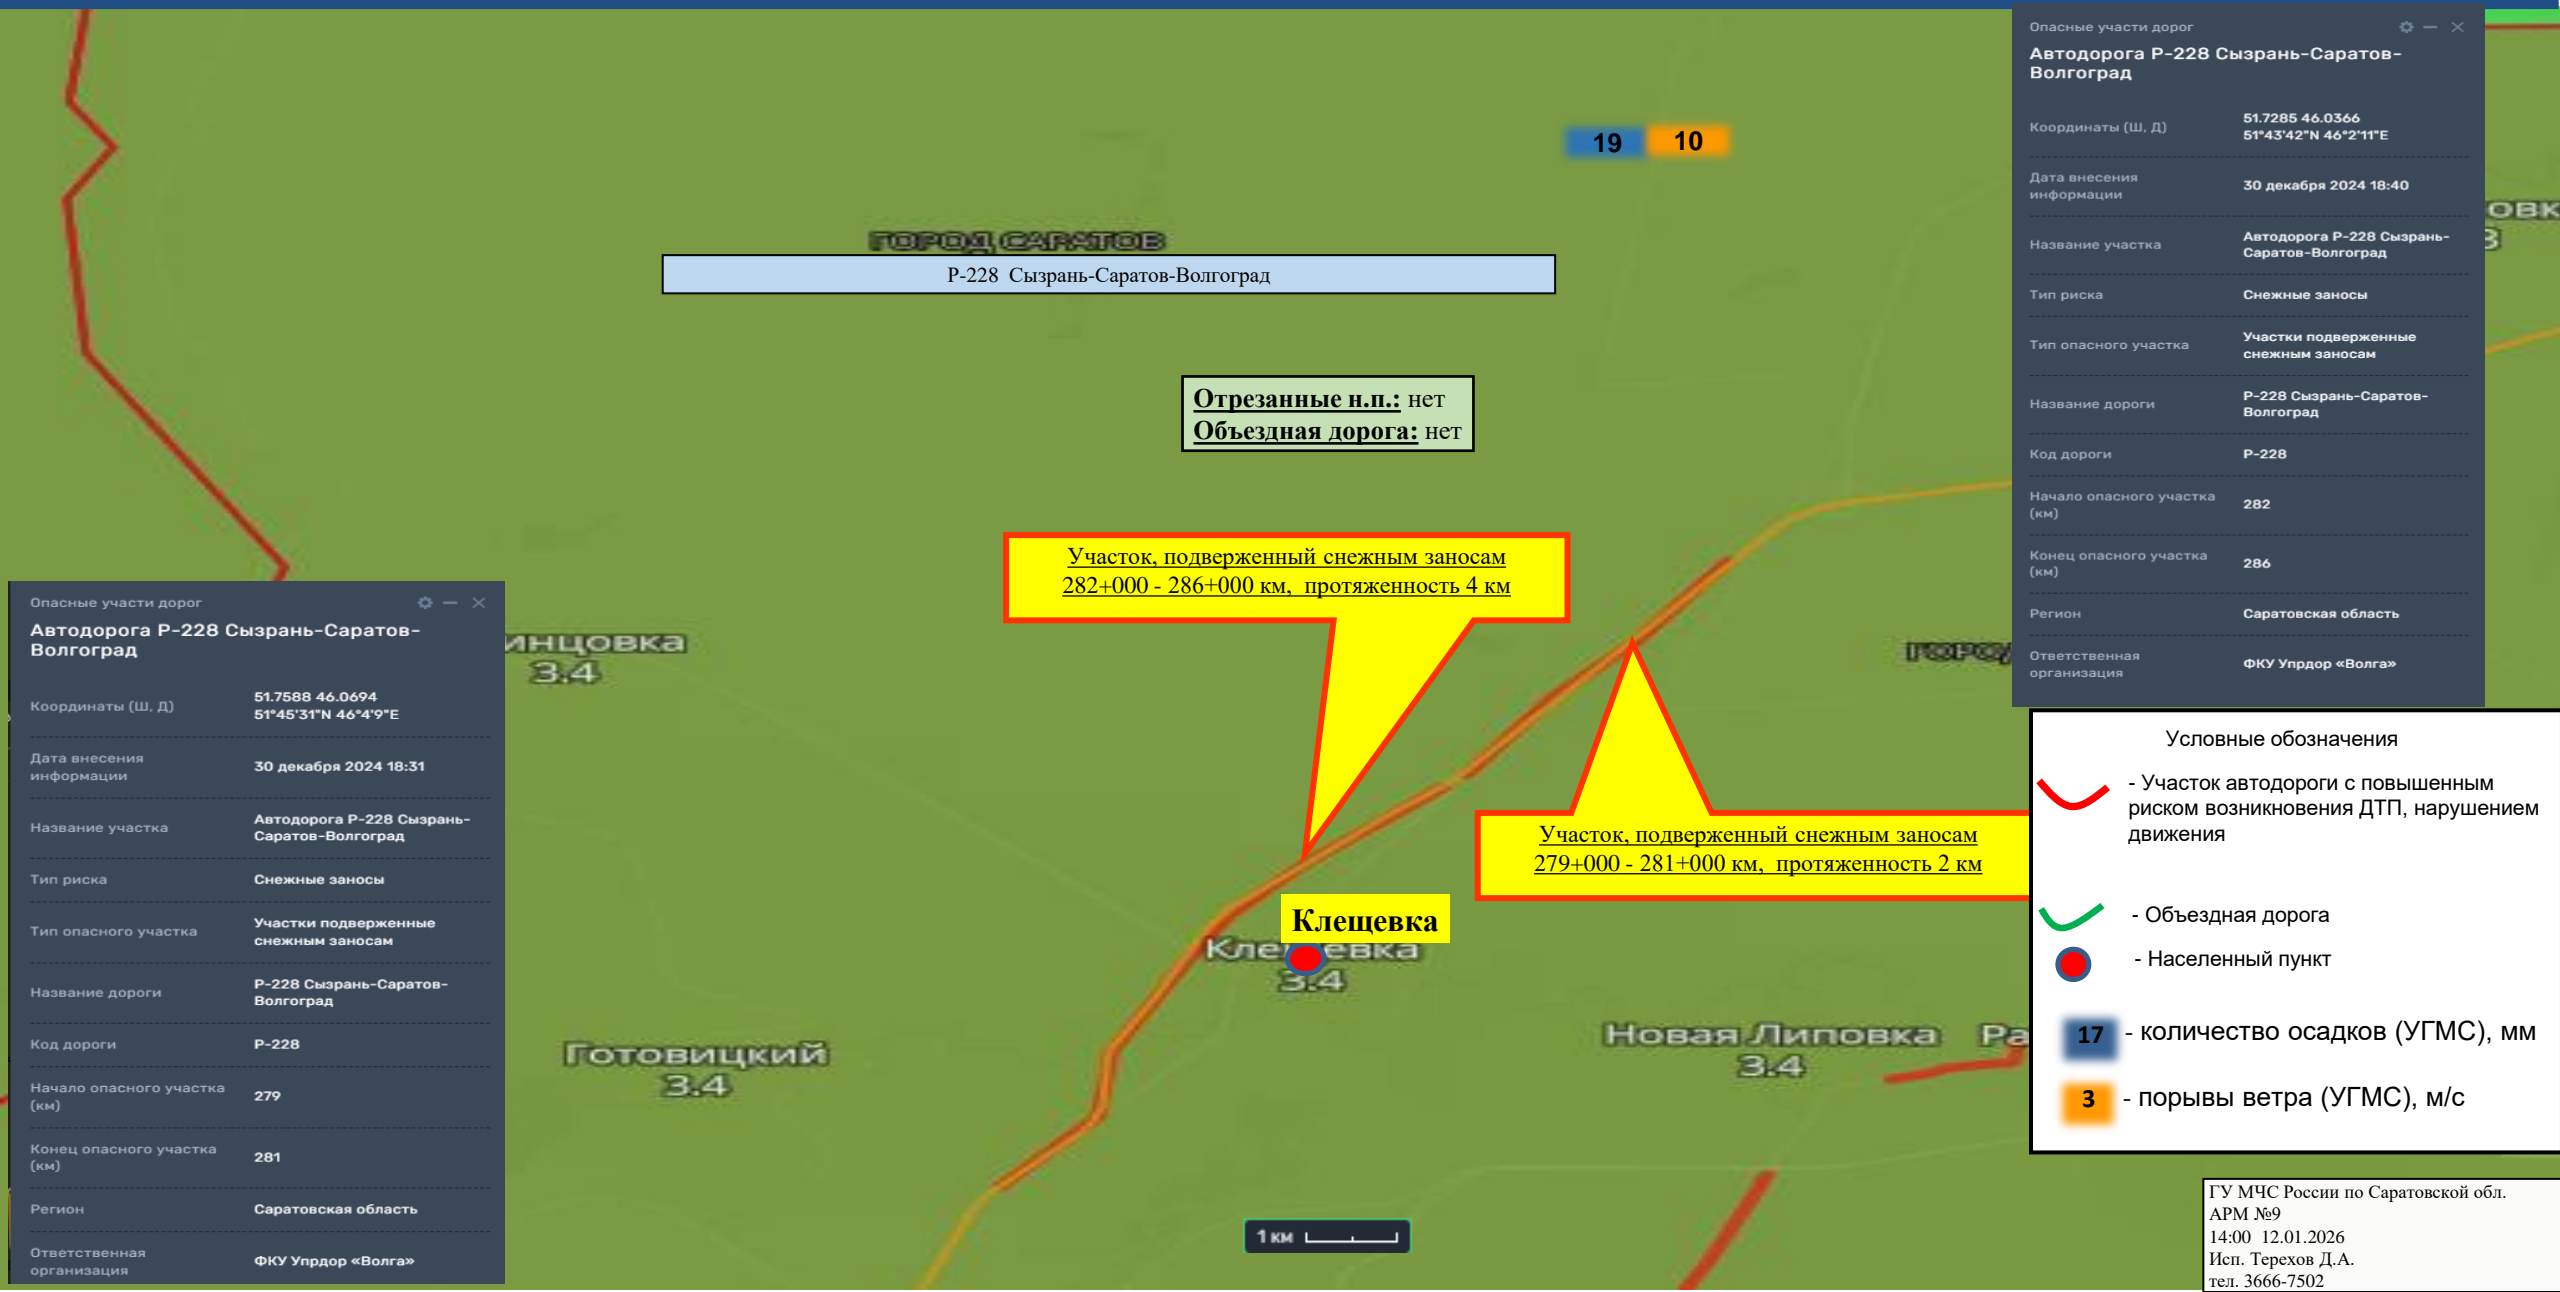 19 10
ГОРОД САРАТОВ
Р-228 Сызрань-Саратов-Волгоград
Отрезанные н.п.: нет
Объездная дорога: нет
Участок, подверженный снежным заносам
282+000 - 286+000 км, протяженность 4 км
Участок, подверженный снежным заносам
279+000 - 281+000 км, протяженность 2 км
Клещевка
Клещевка
3.4
Готовицкий
3.4
Новая Липовка
3.4
1 км
Опасные участи дорог
Автодорога Р-228 Сызрань-Саратов-
Волгоград
Координаты (Ш, Д)
51.7588 46.0694
51°45'31"N 46°4'9"E
Дата внесения
информации
30 декабря 2024 18:31
Название участка
Автодорога Р-228 Сызрань-
Саратов-Волгоград
Тип риска
Снежные заносы
Тип опасного участка
Участки подверженные
снежным заносам
Название дороги
Р-228 Сызрань-Саратов-
Волгоград
Код дороги
Р-228
Начало опасного участка
(км)
279
Конец опасного участка
(км)
281
Регион
Саратовская область
Ответственная
организация
ФКУ Упрдор «Волга»
Опасные участи дорог
Автодорога Р-228 Сызрань-Саратов-
Волгоград
Координаты (Ш, Д)
51.7285 46.0366
51°43'42"N 46°2'11"E
Дата внесения
информации
30 декабря 2024 18:40
Название участка
Автодорога Р-228 Сызрань-
Саратов-Волгоград
Тип риска
Снежные заносы
Тип опасного участка
Участки подверженные
снежным заносам
Название дороги
Р-228 Сызрань-Саратов-
Волгоград
Код дороги
Р-228
Начало опасного участка
(км)
282
Конец опасного участка
(км)
286
Регион
Саратовская область
Ответственная
организация
ФКУ Упрдор «Волга»
Условные обозначения
- Участок автодороги с повышенным
риском возникновения ДТП, нарушением
движения
- Объездная дорога
- Населенный пункт
17 - количество осадков (УГМС), мм
3 - порывы ветра (УГМС), м/с
ГУ МЧС России по Саратовской обл.
АРМ №9
14:00 12.01.2026
Исп. Терехов Д.А.
тел. 3666-7502
инцовка
3.4